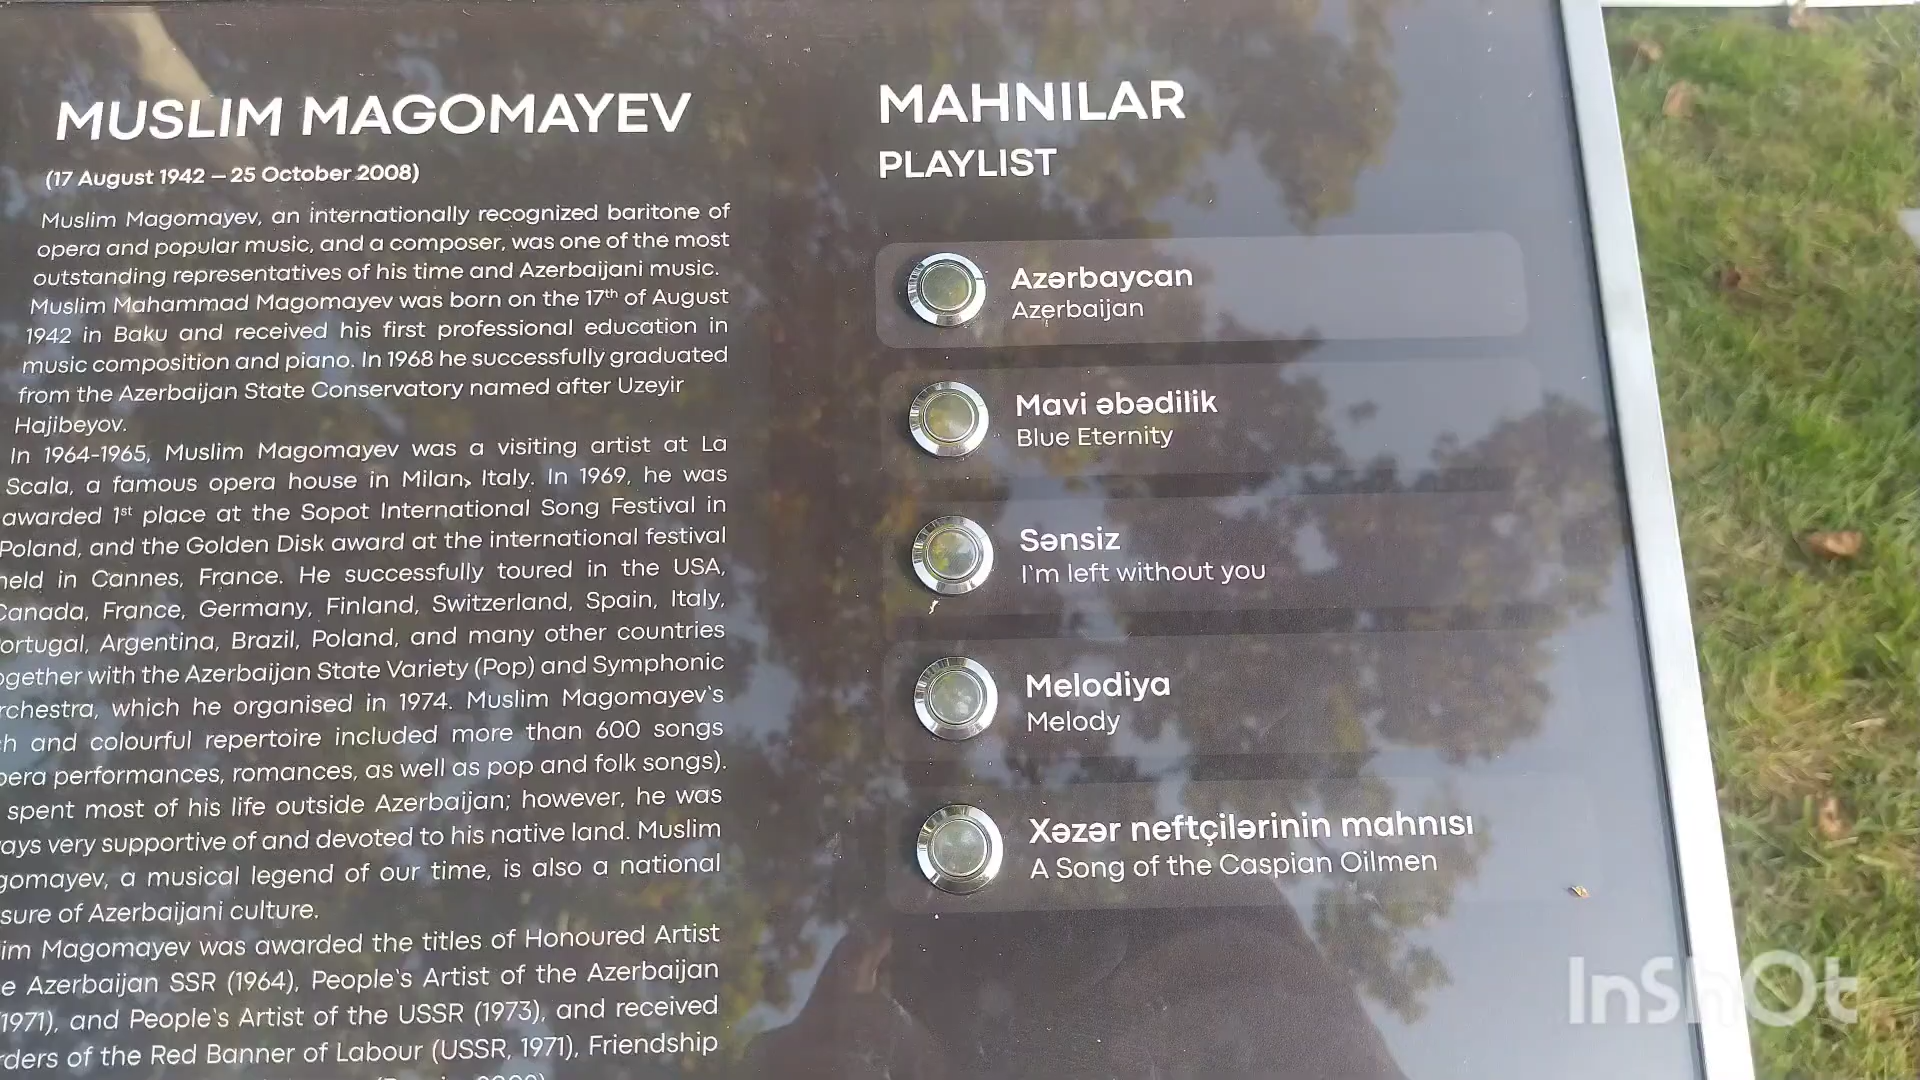 MUSLIM MAGOMAYEV
(17 August 1942 – 25 October 2008)
Muslim Magomayev, an internationally recognized baritone of
opera and popular music, and a composer, was one of the most
outstanding representatives of his time and Azerbaijani music.
Muslim Mahammad Magomayev was born on the 17th of August
1942 in Baku and received his first professional education in
music composition and piano. In 1968 he successfully graduated
from the Azerbaijan State Conservatory named after Uzeyir
Hajibeyov.
In 1964-1965, Muslim Magomayev was a visiting artist at La
Scala, a famous opera house in Milan, Italy. In 1969, he was
awarded 1st place at the Sopot International Song Festival in
Poland, and the Golden Disk award at the international festival
held in Cannes, France. He successfully toured in the USA,
Canada, France, Germany, Finland, Switzerland, Spain, Italy,
ortugal, Argentina, Brazil, Poland, and many other countries
ogether with the Azerbaijan State Variety (Pop) and Symphonic
rchestra, which he organised in 1974. Muslim Magomayev's
h and colourful repertoire included more than 600 songs
pera performances, romances, as well as pop and folk songs).
spent most of his life outside Azerbaijan; however, he was
ays very supportive of and devoted to his native land. Muslim
gomayev, a musical legend of our time, is also a national
sure of Azerbaijani culture.
lim Magomayev was awarded the titles of Honoured Artist
e Azerbaijan SSR (1964), People's Artist of the Azerbaijan
1971), and People's Artist of the USSR (1973), and received
rders of the Red Banner of Labour (USSR, 1971), Friendship
MAHNILAR
PLAYLIST
Azərbaycan
Azerbaijan
Mavi əbədilik
Blue Eternity
Sənsiz
I'm left without you
Melodiya
Melody
Xəzər neftçilərinin mahnısı
A Song of the Caspian Oilmen
InShOt